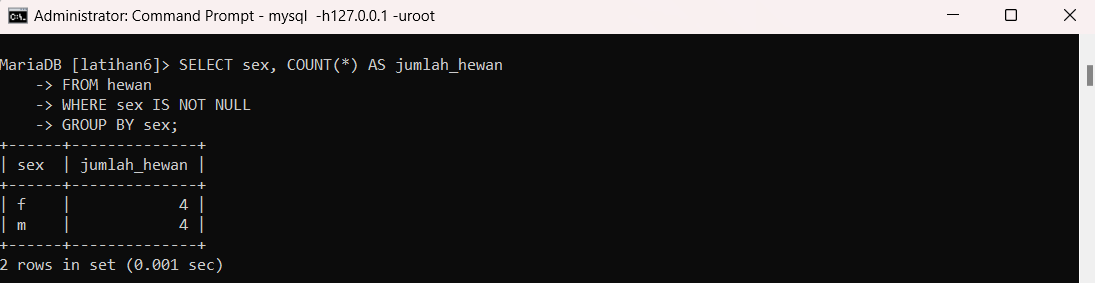 Administrator: Command Prompt - mysql  -h127.0.0.1 -uroot
MariaDB [latihan6]> SELECT sex, COUNT(*) AS jumlah_hewan
    -> FROM hewan
    -> WHERE sex IS NOT NULL
    -> GROUP BY sex;
+------+--------------+
| sex  | jumlah_hewan |
+------+--------------+
| f    |            4 |
| m    |            4 |
+------+--------------+
2 rows in set (0.001 sec)